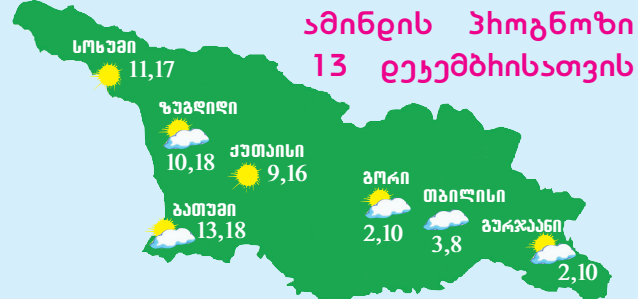 ამინდის პროგნოზი
13 დეკემბრისათვის
სოხუმი
11,17
ზუგდიდი
10,18
ქუთაისი
9,16
ბათუმი
13,18
გორი
2,10
თბილისი
3,8
გურჯაანი
2,10